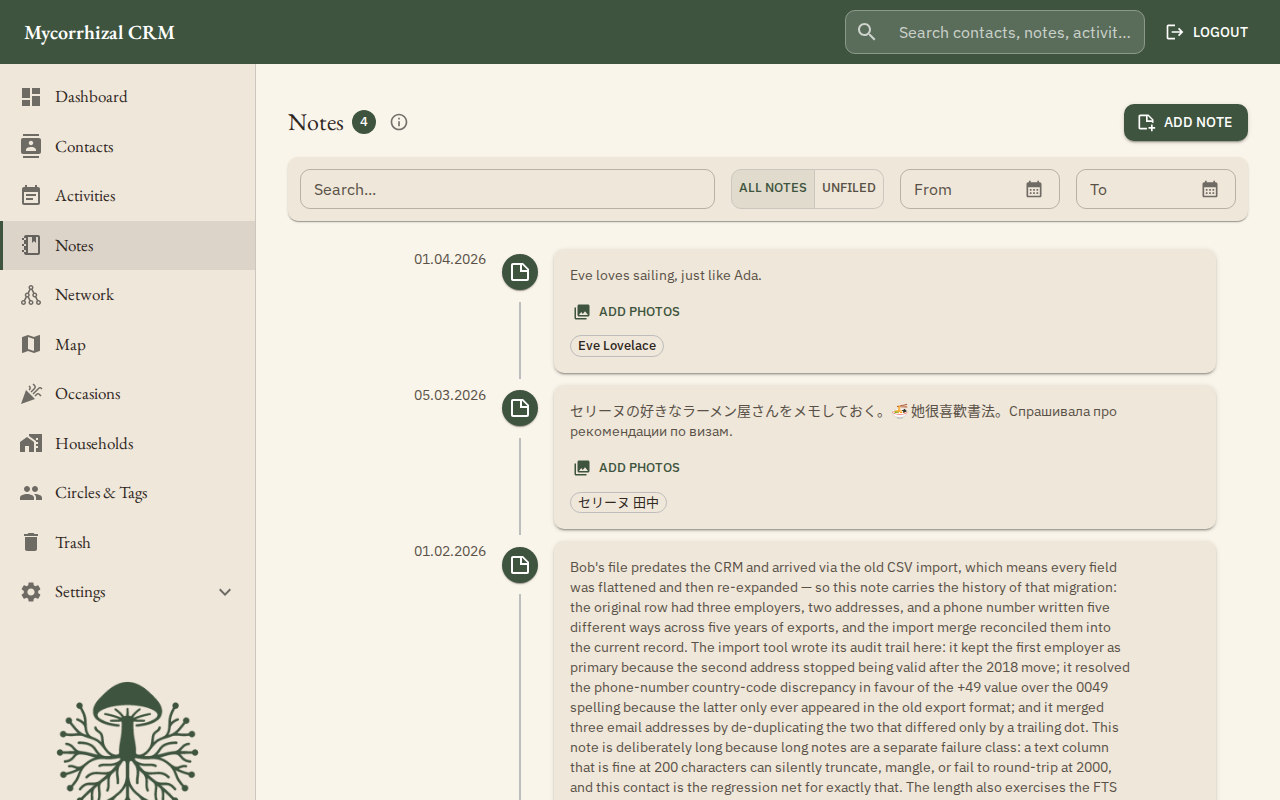 Mycorrhizal CRM
Search contacts, notes, activit...
LOGOUT
Dashboard
Contacts
Activities
Notes
Network
Map
Occasions
Households
Circles & Tags
Trash
Settings
Notes 4
ADD NOTE
Search...
ALL NOTES
UNFILED
From
To
01.04.2026
Eve loves sailing, just like Ada.
ADD PHOTOS
Eve Lovelace
05.03.2026
セリーヌの好きなラーメン屋さんをメモしておく。🍜 她很喜歡書法。Спрашивала про
рекомендации по визам.
ADD PHOTOS
セリーヌ 田中
01.02.2026
Bob's file predates the CRM and arrived via the old CSV import, which means every field
was flattened and then re-expanded — so this note carries the history of that migration:
the original row had three employers, two addresses, and a phone number written five
different ways across five years of exports, and the import merge reconciled them into
the current record. The import tool wrote its audit trail here: it kept the first employer as
primary because the second address stopped being valid after the 2018 move; it resolved
the phone-number country-code discrepancy in favour of the +49 value over the 0049
spelling because the latter only ever appeared in the old export format; and it merged
three email addresses by de-duplicating the two that differed only by a trailing dot. This
note is deliberately long because long notes are a separate failure class: a text column
that is fine at 200 characters can silently truncate, mangle, or fail to round-trip at 2000,
and this contact is the regression net for exactly that. The length also exercises the FTS